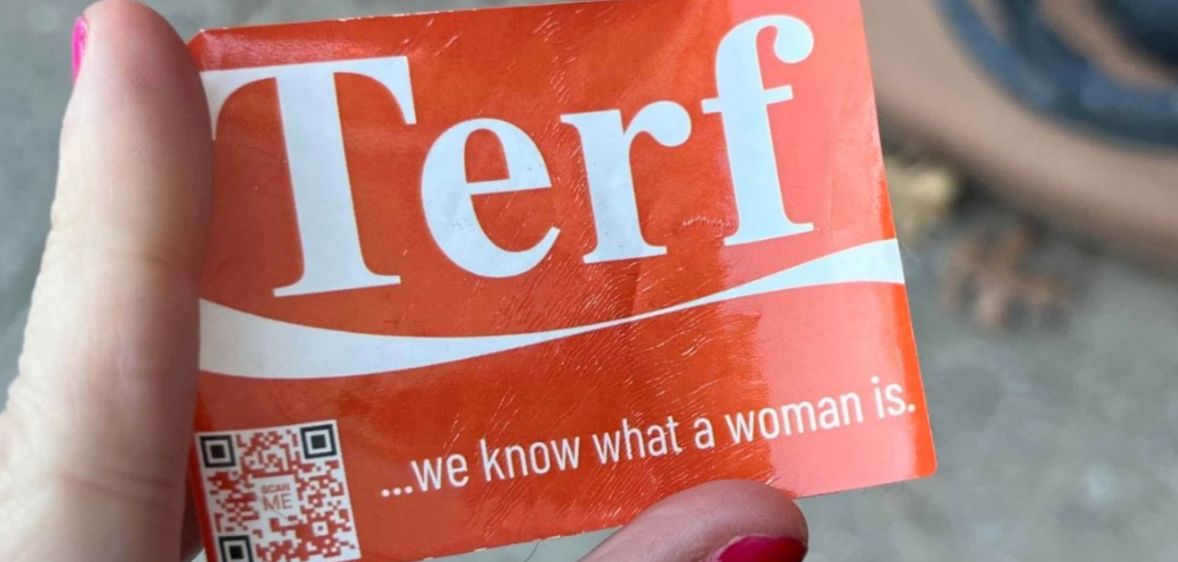 Terf
...we know what a woman is.
SCAN
ME